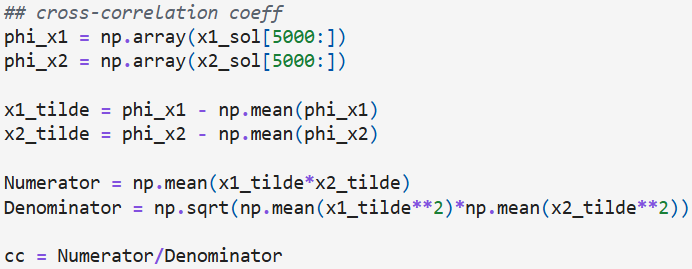 ## cross-correlation coeff
phi_x1 = np.array(x1_sol[5000:])
phi_x2 = np.array(x2_sol[5000:])
x1_tilde = phi_x1 - np.mean(phi_x1)
x2_tilde = phi_x2 - np.mean(phi_x2)
Numerator = np.mean(x1_tilde*x2_tilde)
Denominator = np.sqrt(np.mean(x1_tilde**2)*np.mean(x2_tilde**2))
cc = Numerator/Denominator